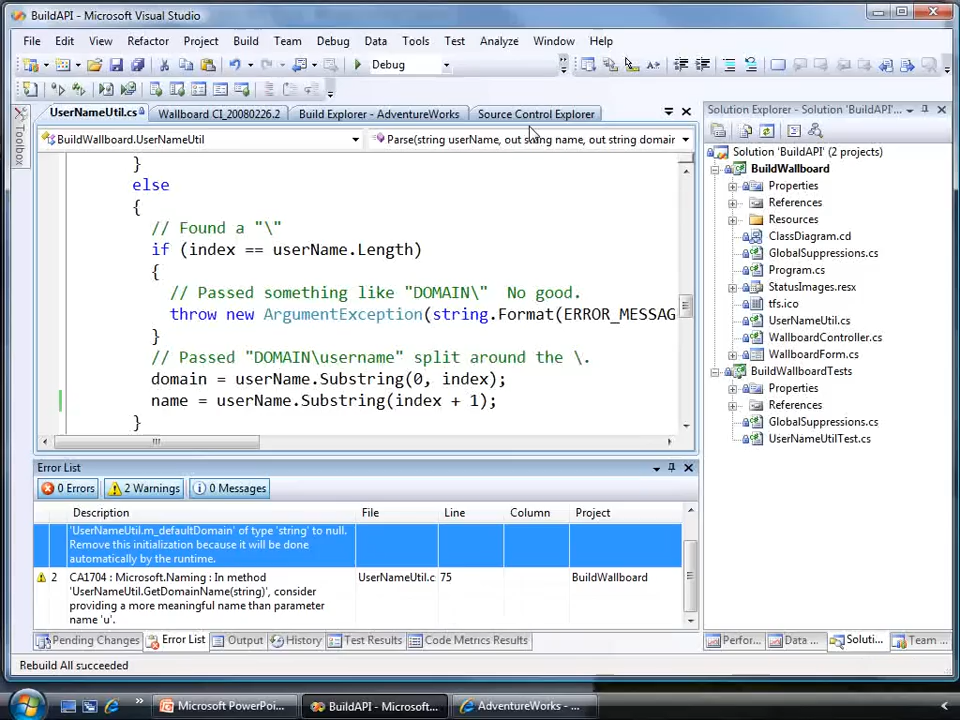 BuildAPI - Microsoft Visual Studio
File Edit View Refactor Project Build Team Debug Data Tools Test Analyze Window Help
Debug
UserNameUtil.cs Wallboard CI_20080226.2 Build Explorer - AdventureWorks Source Control Explorer
BuildWallboard.UserNameUtil Parse(string userName, out string name, out string domain
}
else
{
// Found a "\"
if (index == userName.Length)
{
// Passed something like "DOMAIN\" No good.
throw new ArgumentException(string.Format(ERROR_MESSAG
}
// Passed "DOMAIN\username" split around the \.
domain = userName.Substring(0, index);
name = userName.Substring(index + 1);
}
Toolbox
Solution Explorer - Solution 'BuildAPI'...
Solution 'BuildAPI' (2 projects)
BuildWallboard
Properties
References
Resources
ClassDiagram.cd
GlobalSuppressions.cs
Program.cs
StatusImages.resx
tfs.ico
UserNameUtil.cs
WallboardController.cs
WallboardForm.cs
BuildWallboardTests
Properties
References
GlobalSuppressions.cs
UserNameUtilTest.cs
Error List
0 Errors 2 Warnings 0 Messages
Description File Line Column Project
'UserNameUtil.m_defaultDomain' of type 'string' to null.
Remove this initialization because it will be done
automatically by the runtime.
2 CA1704 : Microsoft.Naming : In method UserNameUtil.c 75 BuildWallboard
'UserNameUtil.GetDomainName(string)', consider
providing a more meaningful name than parameter
name 'u'.
Pending Changes Error List Output History Test Results Code Metrics Results
Perfor... Data ... Soluti... Team ...
Rebuild All succeeded
Microsoft PowerPoi... BuildAPI - Microsoft... AdventureWorks - ...